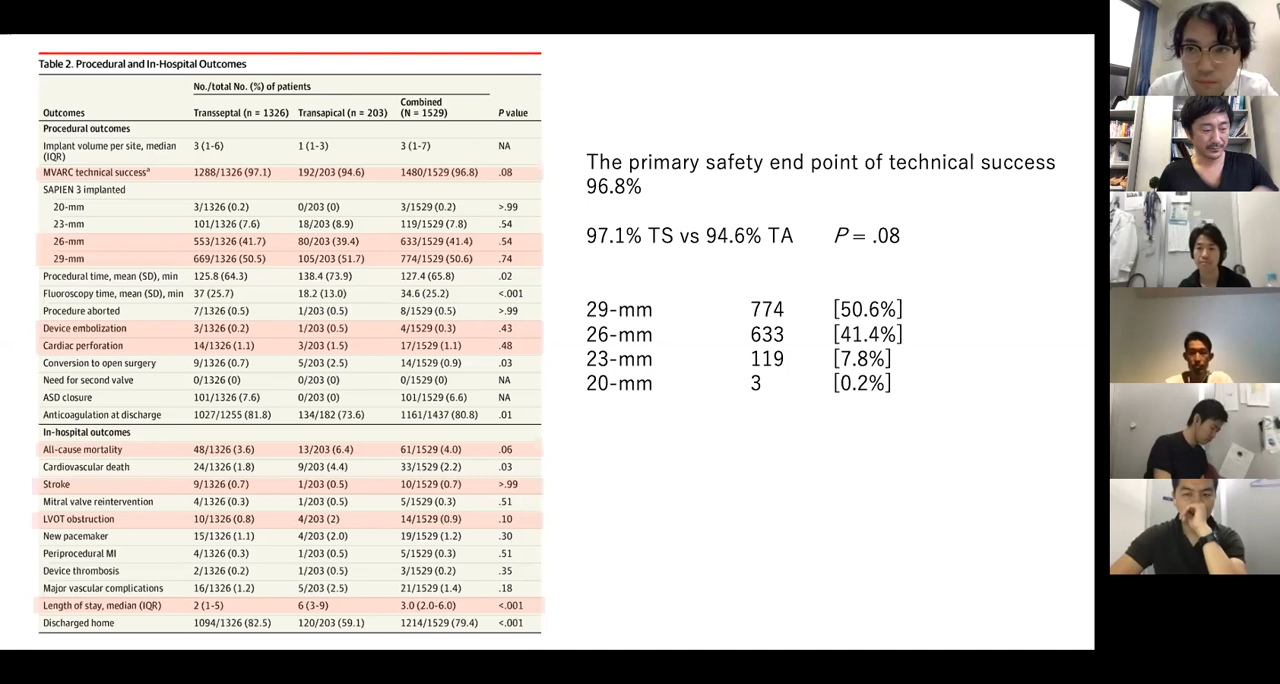 Table 2. Procedural and In-Hospital Outcomes
No./total No. (%) of patients
Outcomes Transseptal (n = 1326) Transapical (n = 203) Combined (N = 1529) P value
Procedural outcomes
Implant volume per site, median (IQR) 3 (1-6) 1 (1-3) 3 (1-7) NA
MVARC technical successᵃ 1288/1326 (97.1) 192/203 (94.6) 1480/1529 (96.8) .08
SAPIEN 3 implanted
20-mm 3/1326 (0.2) 0/203 (0) 3/1529 (0.2) >.99
23-mm 101/1326 (7.6) 18/203 (8.9) 119/1529 (7.8) .54
26-mm 553/1326 (41.7) 80/203 (39.4) 633/1529 (41.4) .54
29-mm 669/1326 (50.5) 105/203 (51.7) 774/1529 (50.6) .74
Procedural time, mean (SD), min 125.8 (64.3) 138.4 (73.9) 127.4 (65.8) .02
Fluoroscopy time, mean (SD), min 37 (25.7) 18.2 (13.0) 34.6 (25.2) <.001
Procedure aborted 7/1326 (0.5) 1/203 (0.5) 8/1529 (0.5) >.99
Device embolization 3/1326 (0.2) 1/203 (0.5) 4/1529 (0.3) .43
Cardiac perforation 14/1326 (1.1) 3/203 (1.5) 17/1529 (1.1) .48
Conversion to open surgery 9/1326 (0.7) 5/203 (2.5) 14/1529 (0.9) .03
Need for second valve 0/1326 (0) 0/203 (0) 0/1529 (0) NA
ASD closure 101/1326 (7.6) 0/203 (0) 101/1529 (6.6) NA
Anticoagulation at discharge 1027/1255 (81.8) 134/182 (73.6) 1161/1437 (80.8) .01
In-hospital outcomes
All-cause mortality 48/1326 (3.6) 13/203 (6.4) 61/1529 (4.0) .06
Cardiovascular death 24/1326 (1.8) 9/203 (4.4) 33/1529 (2.2) .03
Stroke 9/1326 (0.7) 1/203 (0.5) 10/1529 (0.7) >.99
Mitral valve reintervention 4/1326 (0.3) 1/203 (0.5) 5/1529 (0.3) .51
LVOT obstruction 10/1326 (0.8) 4/203 (2) 14/1529 (0.9) .10
New pacemaker 15/1326 (1.1) 4/203 (2.0) 19/1529 (1.2) .30
Periprocedural MI 4/1326 (0.3) 1/203 (0.5) 5/1529 (0.3) .51
Device thrombosis 2/1326 (0.2) 1/203 (0.5) 3/1529 (0.2) .35
Major vascular complications 16/1326 (1.2) 5/203 (2.5) 21/1529 (1.4) .18
Length of stay, median (IQR) 2 (1-5) 6 (3-9) 3.0 (2.0-6.0) <.001
Discharged home 1094/1326 (82.5) 120/203 (59.1) 1214/1529 (79.4) <.001
The primary safety end point of technical success
96.8%
97.1% TS vs 94.6% TA P = .08
29-mm 774 [50.6%]
26-mm 633 [41.4%]
23-mm 119 [7.8%]
20-mm 3 [0.2%]